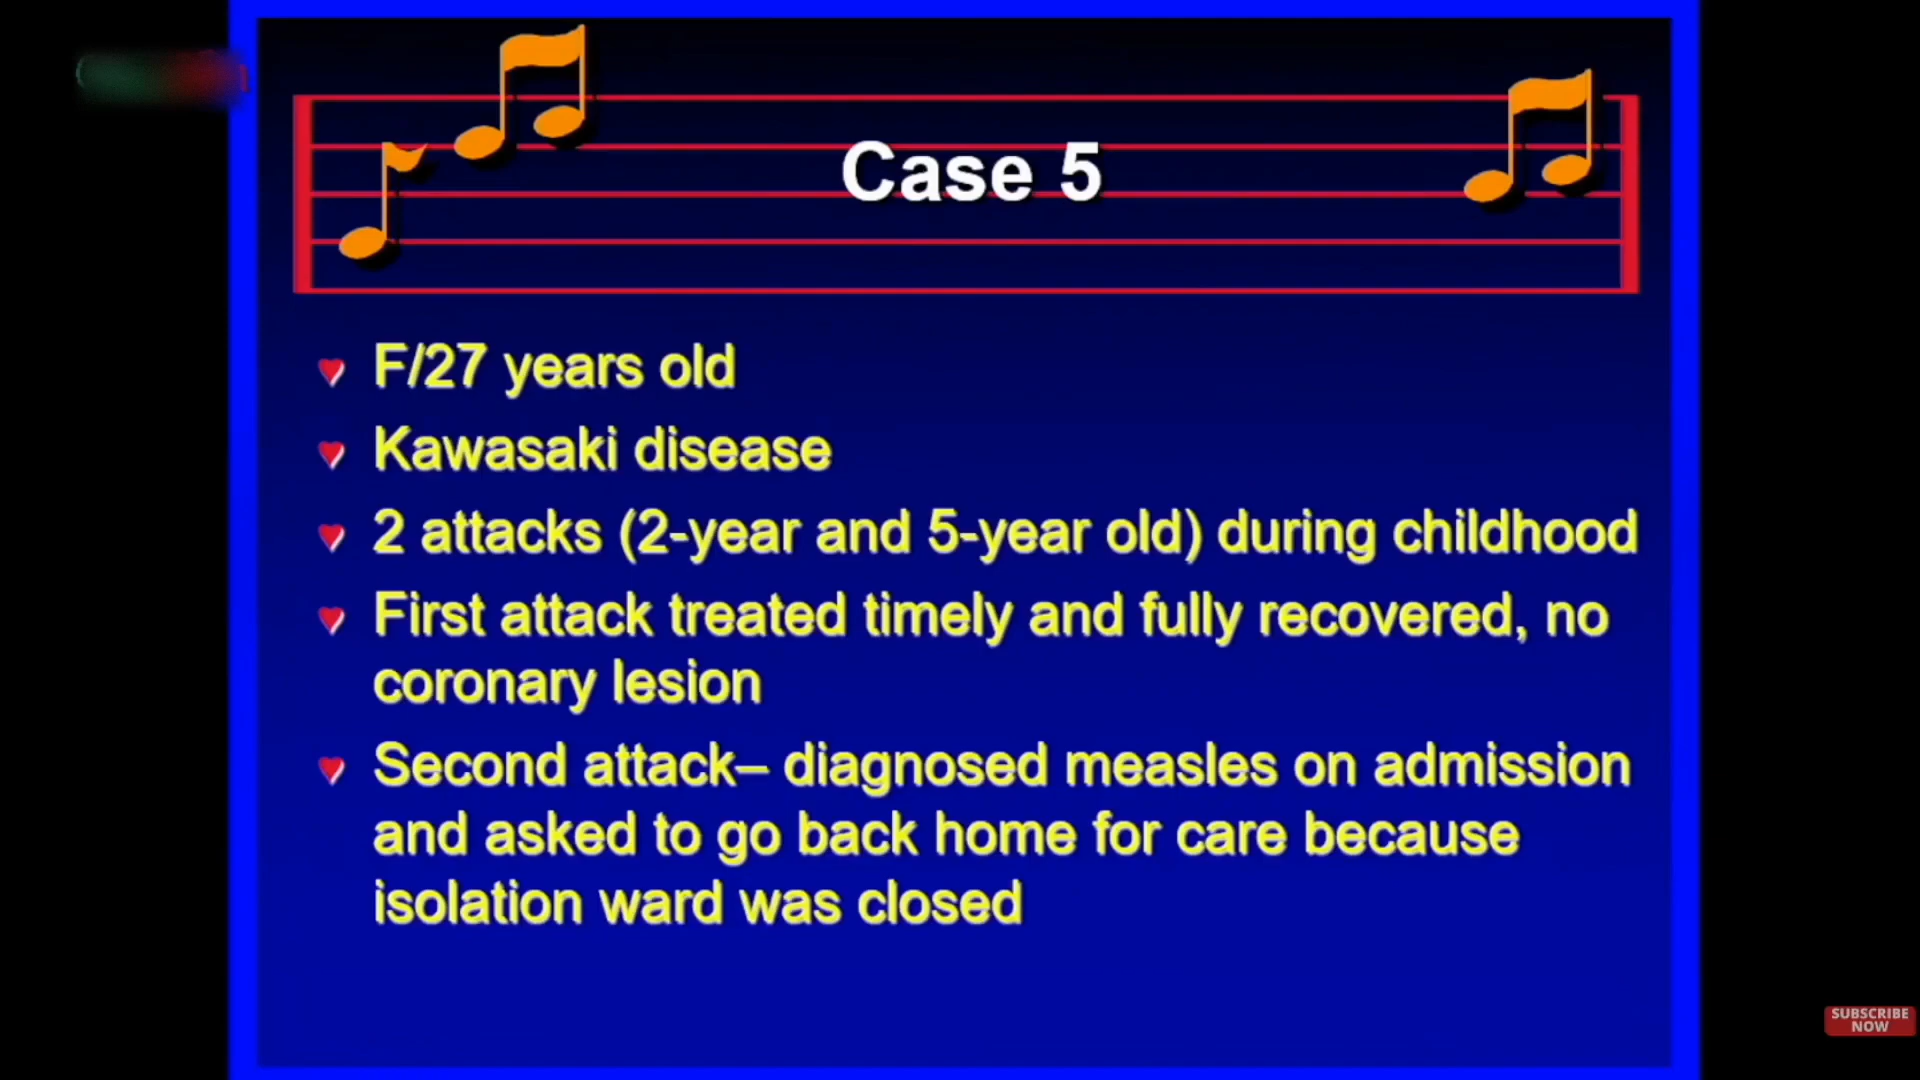 Case 5
F/27 years old
Kawasaki disease
2 attacks (2-year and 5-year old) during childhood
First attack treated timely and fully recovered, no
coronary lesion
Second attack– diagnosed measles on admission
and asked to go back home for care because
isolation ward was closed
SUBSCRIBE
NOW